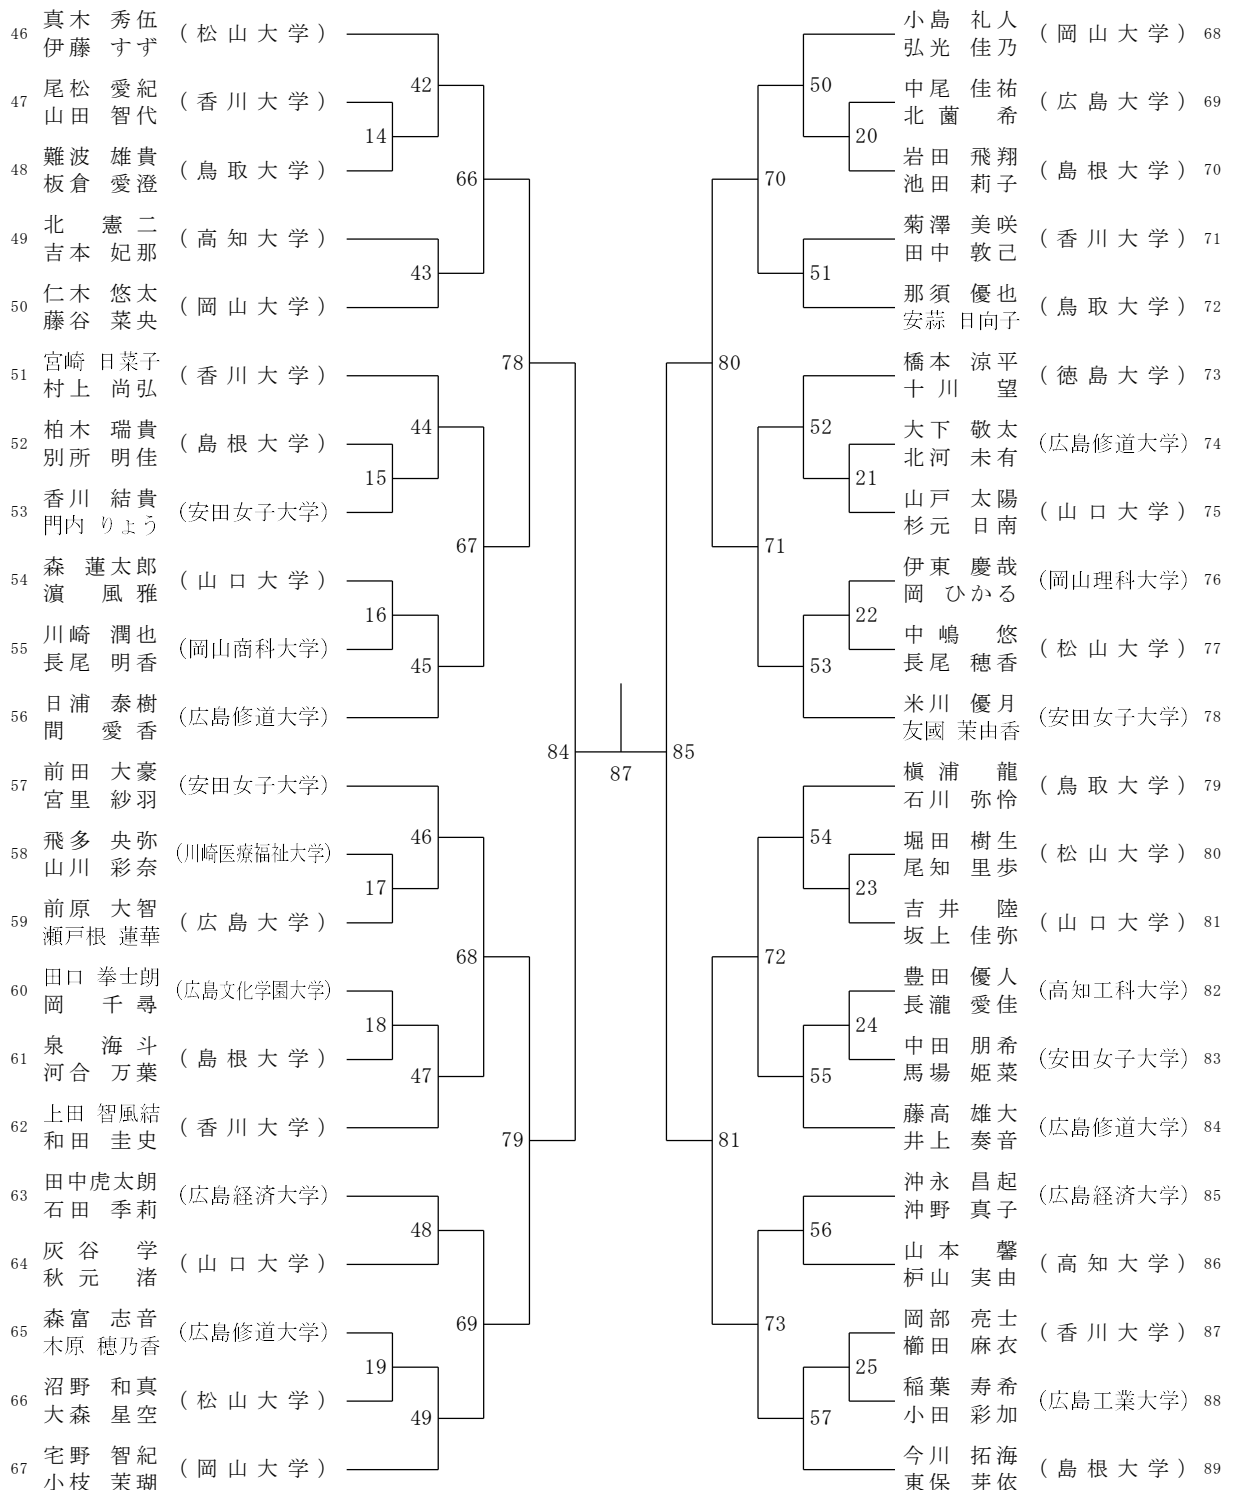 真木 秀伍
46 (松山大学)
伊藤 すず
42
尾松 愛紀
47 (香川大学)
山田 智代
14
難波 雄貴
48 (鳥取大学)
板倉 愛澄
66
北 憲二
49 (高知大学)
吉本 妃那
43
仁木 悠太
50 (岡山大学)
藤谷 菜央
78
宮崎 日菜子
51 (香川大学)
村上 尚弘
44
柏木 瑞貴
52 (島根大学)
別所 明佳
15
香川 結貴
53 (安田女子大学)
門内 りょう
67
森 蓮太郎
54 (山口大学)
濵 風雅
16
川崎 潤也
55 (岡山商科大学)
長尾 明香
45
日浦 泰樹
56 (広島修道大学)
間 愛香
84
87
85
前田 大豪
57 (安田女子大学)
宮里 紗羽
46
飛多 央弥
58 (川崎医療福祉大学)
山川 彩奈
17
前原 大智
59 (広島大学)
瀬戸根 蓮華
68
田口 拳士朗
60 (広島文化学園大学)
岡 千尋
18
泉 海斗
61 (島根大学)
河合 万葉
47
上田 智風結
62 (香川大学)
和田 圭史
79
田中虎太朗
63 (広島経済大学)
石田 季莉
48
灰谷 学
64 (山口大学)
秋元 渚
69
森富 志音
65 (広島修道大学)
木原 穂乃香
19
沼野 和真
66 (松山大学)
大森 星空
49
宅野 智紀
67 (岡山大学)
小枝 茉瑚
小島 礼人
(岡山大学) 68
弘光 佳乃
50
中尾 佳祐
(広島大学) 69
北薗 希
20
岩田 飛翔
(島根大学) 70
池田 莉子
70
菊澤 美咲
(香川大学) 71
田中 敦己
51
那須 優也
(鳥取大学) 72
安蒜 日向子
80
橋本 涼平
(徳島大学) 73
十川 望
52
大下 敬太
(広島修道大学) 74
北河 未有
21
山戸 太陽
(山口大学) 75
杉元 日南
71
伊東 慶哉
(岡山理科大学) 76
岡 ひかる
22
中嶋 悠
(松山大学) 77
長尾 穂香
53
米川 優月
(安田女子大学) 78
友國 茉由香
槇浦 龍
(鳥取大学) 79
石川 弥怜
54
堀田 樹生
(松山大学) 80
尾知 里歩
23
吉井 陸
(山口大学) 81
坂上 佳弥
72
豊田 優人
(高知工科大学) 82
長瀧 愛佳
24
中田 朋希
(安田女子大学) 83
馬場 姫菜
55
藤高 雄大
(広島修道大学) 84
井上 奏音
81
沖永 昌起
(広島経済大学) 85
沖野 真子
56
山本 馨
(高知大学) 86
枦山 実由
73
岡部 亮士
(香川大学) 87
櫛田 麻衣
25
稲葉 寿希
(広島工業大学) 88
小田 彩加
57
今川 拓海
(島根大学) 89
東保 芽依